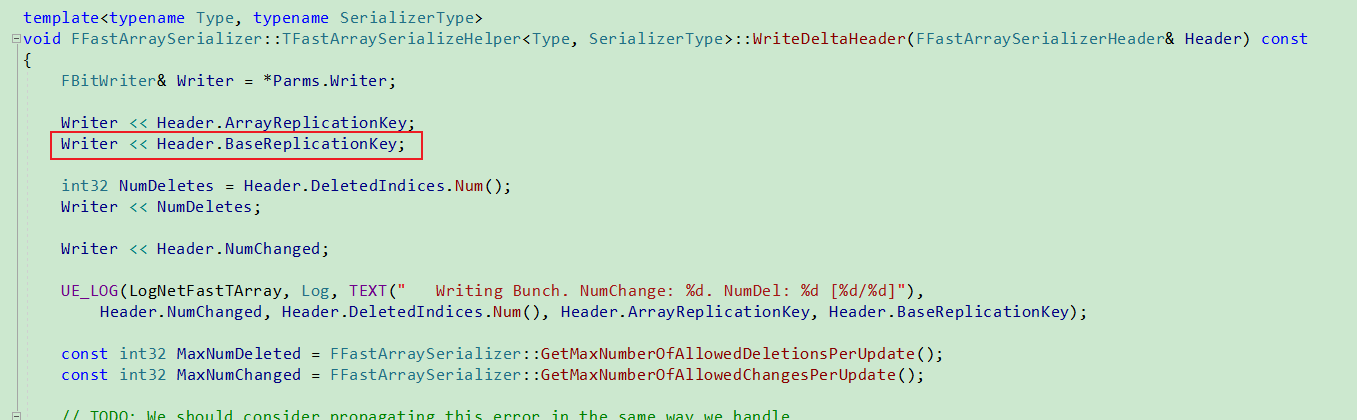 template<typename Type, typename SerializerType>
void FFastArraySerializer::TFastArraySerializeHelper<Type, SerializerType>::WriteDeltaHeader(FFastArraySerializerHeader& Header) const
{
FBitWriter& Writer = *Parms.Writer;
Writer << Header.ArrayReplicationKey;
Writer << Header.BaseReplicationKey;
int32 NumDeletes = Header.DeletedIndices.Num();
Writer << NumDeletes;
Writer << Header.NumChanged;
UE_LOG(LogNetFastTArray, Log, TEXT("   Writing Bunch. NumChange: %d. NumDel: %d [%d/%d]"),
Header.NumChanged, Header.DeletedIndices.Num(), Header.ArrayReplicationKey, Header.BaseReplicationKey);
const int32 MaxNumDeleted = FFastArraySerializer::GetMaxNumberOfAllowedDeletionsPerUpdate();
const int32 MaxNumChanged = FFastArraySerializer::GetMaxNumberOfAllowedChangesPerUpdate();
// TODO: We should consider propagating this error in the same way we handle